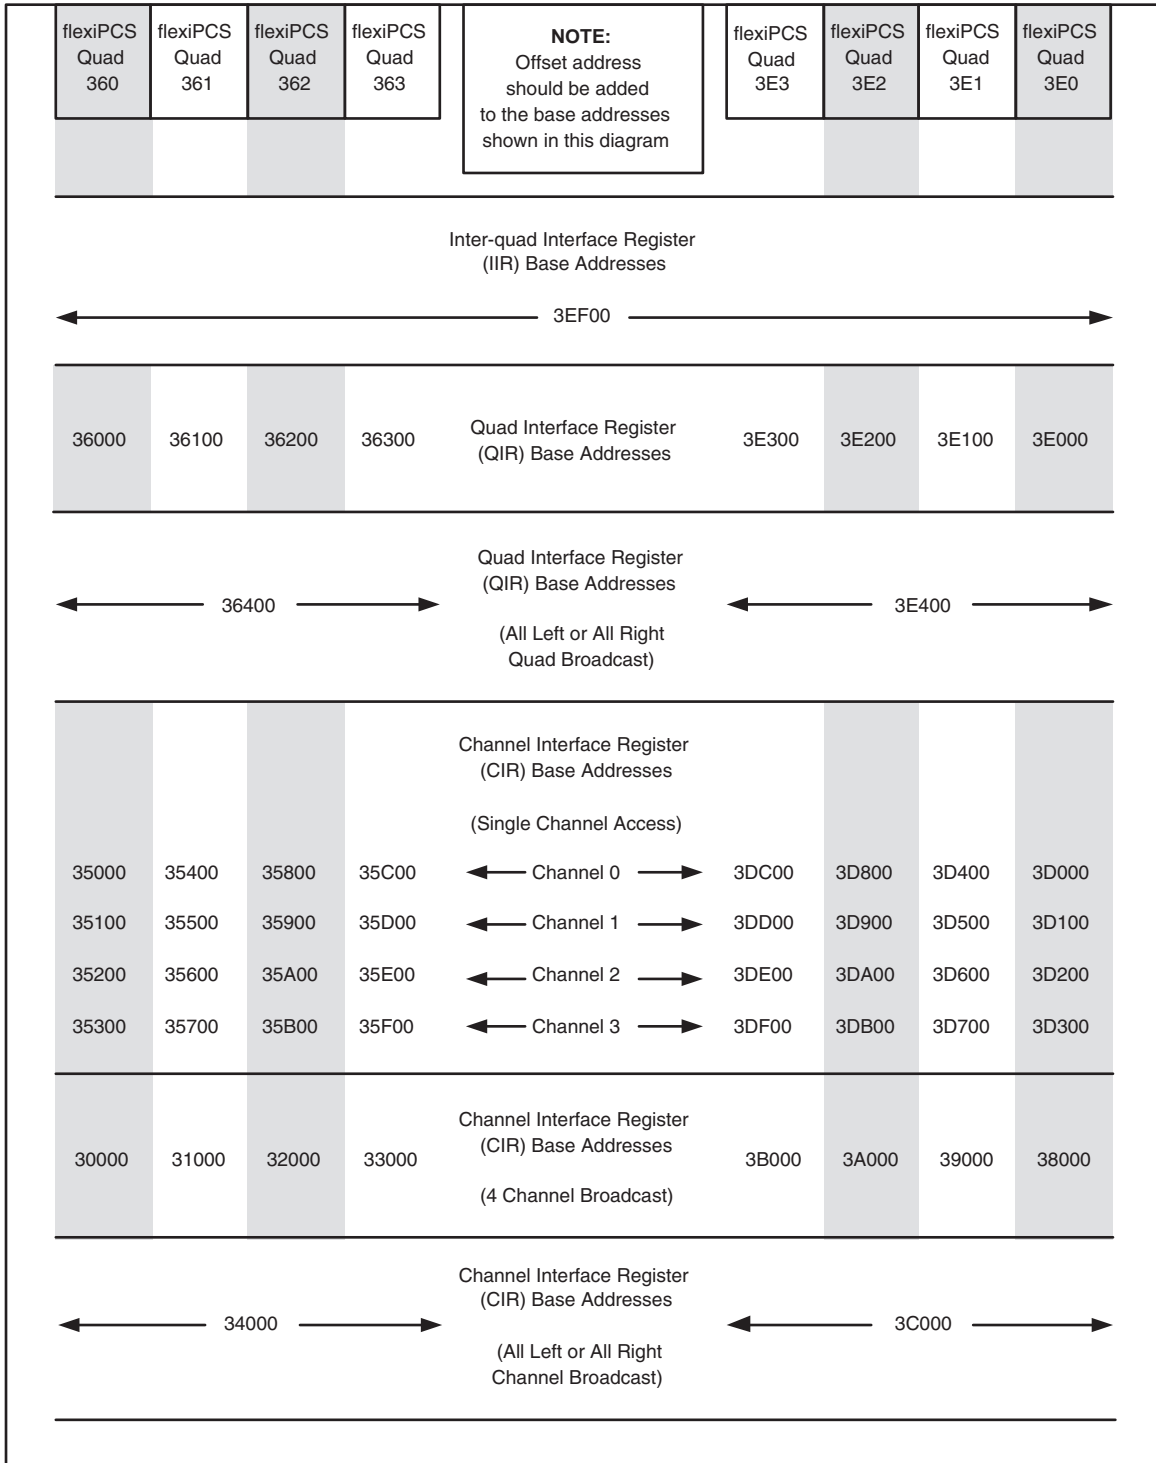 flexiPCS Quad 360
flexiPCS Quad 361
flexiPCS Quad 362
flexiPCS Quad 363
NOTE:
Offset address
should be added
to the base addresses
shown in this diagram
flexiPCS Quad 3E3
flexiPCS Quad 3E2
flexiPCS Quad 3E1
flexiPCS Quad 3E0
Inter-quad Interface Register
(IIR) Base Addresses
3EF00
36000 36100 36200 36300
Quad Interface Register
(QIR) Base Addresses
3E300 3E200 3E100 3E000
Quad Interface Register
(QIR) Base Addresses
36400 3E400
(All Left or All Right
Quad Broadcast)
Channel Interface Register
(CIR) Base Addresses
(Single Channel Access)
35000 35400 35800 35C00 Channel 0 3DC00 3D800 3D400 3D000
35100 35500 35900 35D00 Channel 1 3DD00 3D900 3D500 3D100
35200 35600 35A00 35E00 Channel 2 3DE00 3DA00 3D600 3D200
35300 35700 35B00 35F00 Channel 3 3DF00 3DB00 3D700 3D300
Channel Interface Register
(CIR) Base Addresses
30000 31000 32000 33000 3B000 3A000 39000 38000
(4 Channel Broadcast)
Channel Interface Register
(CIR) Base Addresses
34000 3C000
(All Left or All Right
Channel Broadcast)